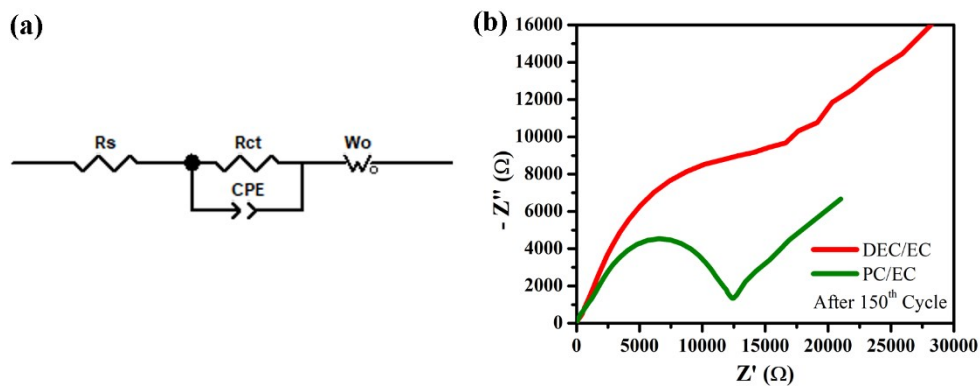 (a)
Rs
Rct
Wo
CPE
(b)
- Z'' (Ω)
16000
14000
12000
10000
8000
6000
4000
2000
0
DEC/EC
PC/EC
After 150th Cycle
0 5000 10000 15000 20000 25000 30000
Z' (Ω)